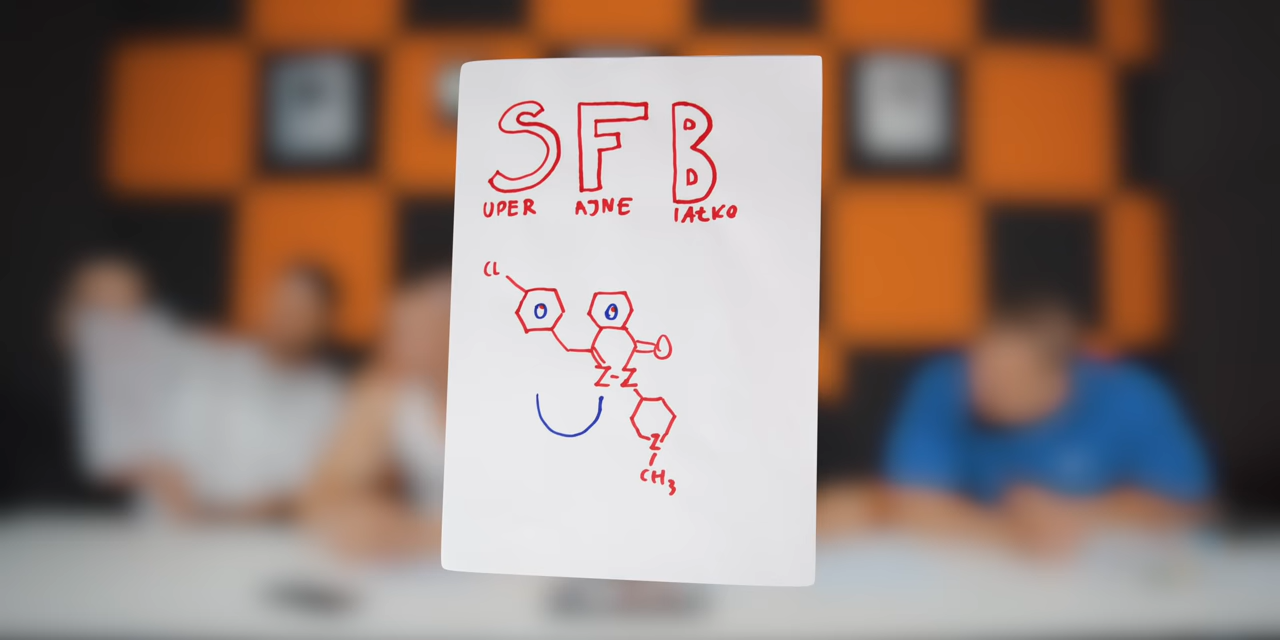 SFB
UPER AJNE IAŁKO
CL
O
N-N
N
CH3